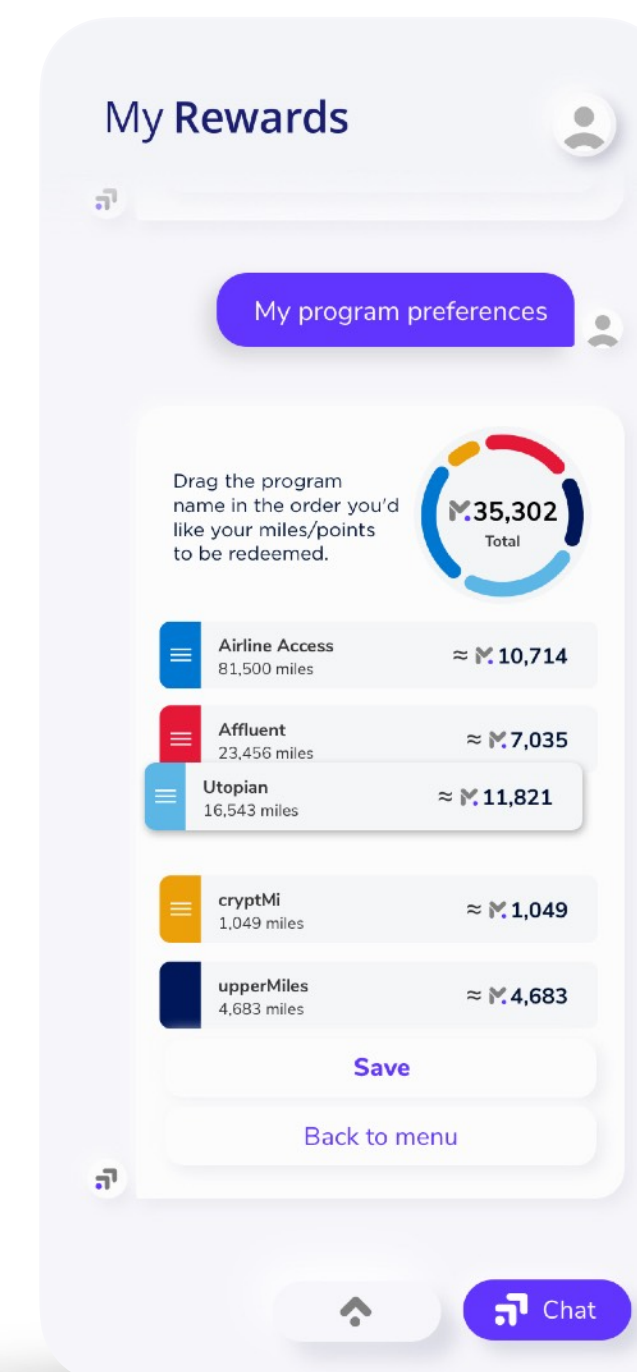 My Rewards
My program preferences
Drag the program
name in the order you'd
like your miles/points
to be redeemed.
M.35,302
Total
Airline Access
81,500 miles
≈ M. 10,714
Affluent
23,456 miles
≈ M. 7,035
Utopian
16,543 miles
≈ M. 11,821
cryptMi
1,049 miles
≈ M. 1,049
upperMiles
4,683 miles
≈ M. 4,683
Save
Back to menu
Chat